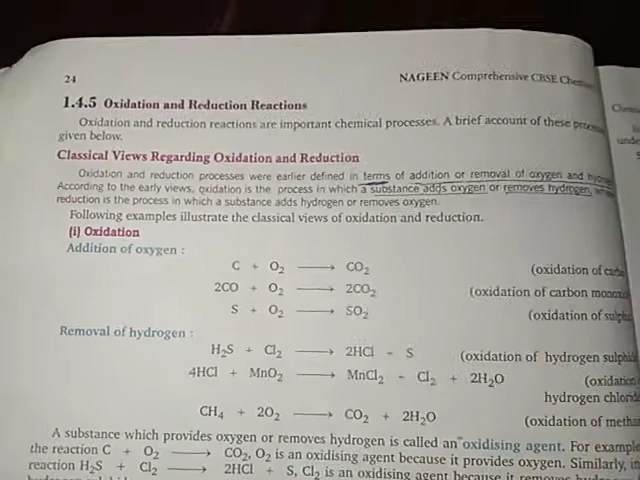 24
NAGEEN Comprehensive CBSE
1.4.5 Oxidation and Reduction Reactions
Oxidation and reduction reactions are important chemical processes. A brief account of these
given below.
Classical Views Regarding Oxidation and Reduction
Oxidation and reduction processes were earlier defined in terms of addition or removal of oxygen and
According to the early views, oxidation is the process in which a substance adds oxygen or removes hydrogen,
reduction is the process in which a substance adds hydrogen or removes oxygen.
Following examples illustrate the classical views of oxidation and reduction.
(i) Oxidation
Addition of oxygen :
C + O₂ ⟶ CO₂ (oxidation of
2CO + O₂ ⟶ 2CO₂ (oxidation of carbon
S + O₂ ⟶ SO₂ (oxidation of
Removal of hydrogen :
H₂S + Cl₂ ⟶ 2HCl - S (oxidation of hydrogen
4HCl + MnO₂ ⟶ MnCl₂ - Cl₂ + 2H₂O (oxidation
hydrogen
CH₄ + 2O₂ ⟶ CO₂ + 2H₂O (oxidation of
A substance which provides oxygen or removes hydrogen is called an oxidising agent. For example
the reaction C + O₂ ⟶ CO₂, O₂ is an oxidising agent because it provides oxygen. Similarly, in
reaction H₂S + Cl₂ ⟶ 2HCl + S, Cl₂ is an oxidising agent because it removes